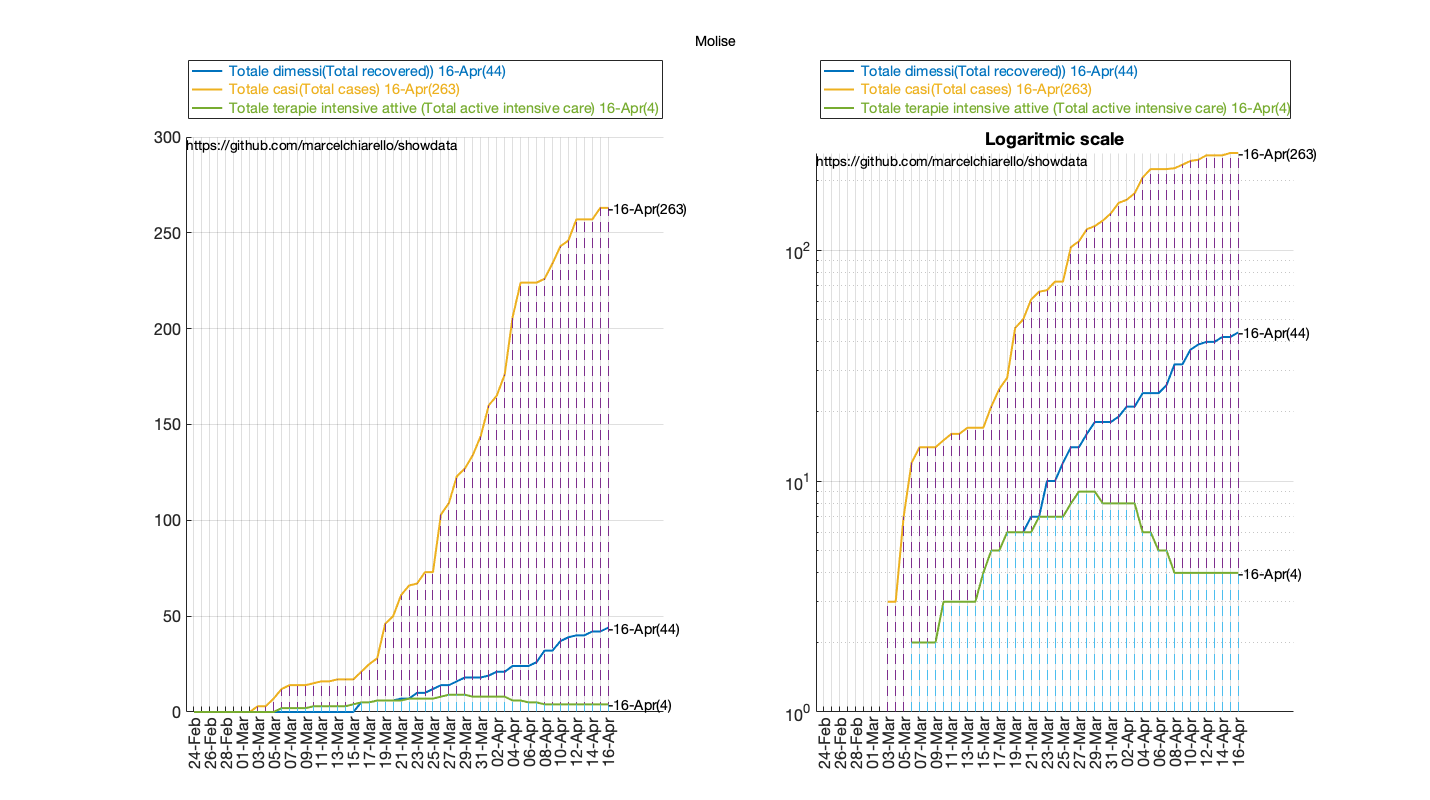 Molise
Totale dimessi(Total recovered)) 16-Apr(44)
Totale casi(Total cases) 16-Apr(263)
Totale terapie intensive attive (Total active intensive care) 16-Apr(4)
https://github.com/marcelchiarello/showdata
300
250
200
150
100
50
0
16-Apr(263)
16-Apr(44)
16-Apr(4)
24-Feb
26-Feb
28-Feb
01-Mar
03-Mar
05-Mar
07-Mar
09-Mar
11-Mar
13-Mar
15-Mar
17-Mar
19-Mar
21-Mar
23-Mar
25-Mar
27-Mar
29-Mar
31-Mar
02-Apr
04-Apr
06-Apr
08-Apr
10-Apr
12-Apr
14-Apr
16-Apr
Totale dimessi(Total recovered)) 16-Apr(44)
Totale casi(Total cases) 16-Apr(263)
Totale terapie intensive attive (Total active intensive care) 16-Apr(4)
Logaritmic scale
https://github.com/marcelchiarello/showdata
10²
10¹
10⁰
16-Apr(263)
16-Apr(44)
16-Apr(4)
24-Feb
26-Feb
28-Feb
01-Mar
03-Mar
05-Mar
07-Mar
09-Mar
11-Mar
13-Mar
15-Mar
17-Mar
19-Mar
21-Mar
23-Mar
25-Mar
27-Mar
29-Mar
31-Mar
02-Apr
04-Apr
06-Apr
08-Apr
10-Apr
12-Apr
14-Apr
16-Apr